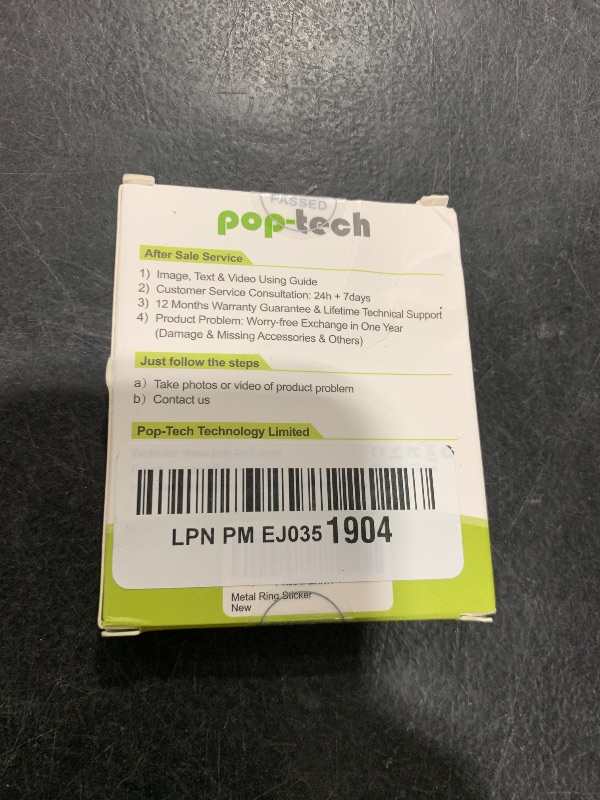 PASSED
pop-tech
After Sale Service
1) Image, Text & Video Using Guide
2) Customer Service Consultation: 24h + 7days
3) 12 Months Warranty Guarantee & Lifetime Technical Support
4) Product Problem: Worry-free Exchange in One Year
(Damage & Missing Accessories & Others)
Just follow the steps
a) Take photos or video of product problem
b) Contact us
Pop-Tech Technology Limited
LPN PM EJ035 1904
Metal Ring Sticker
New